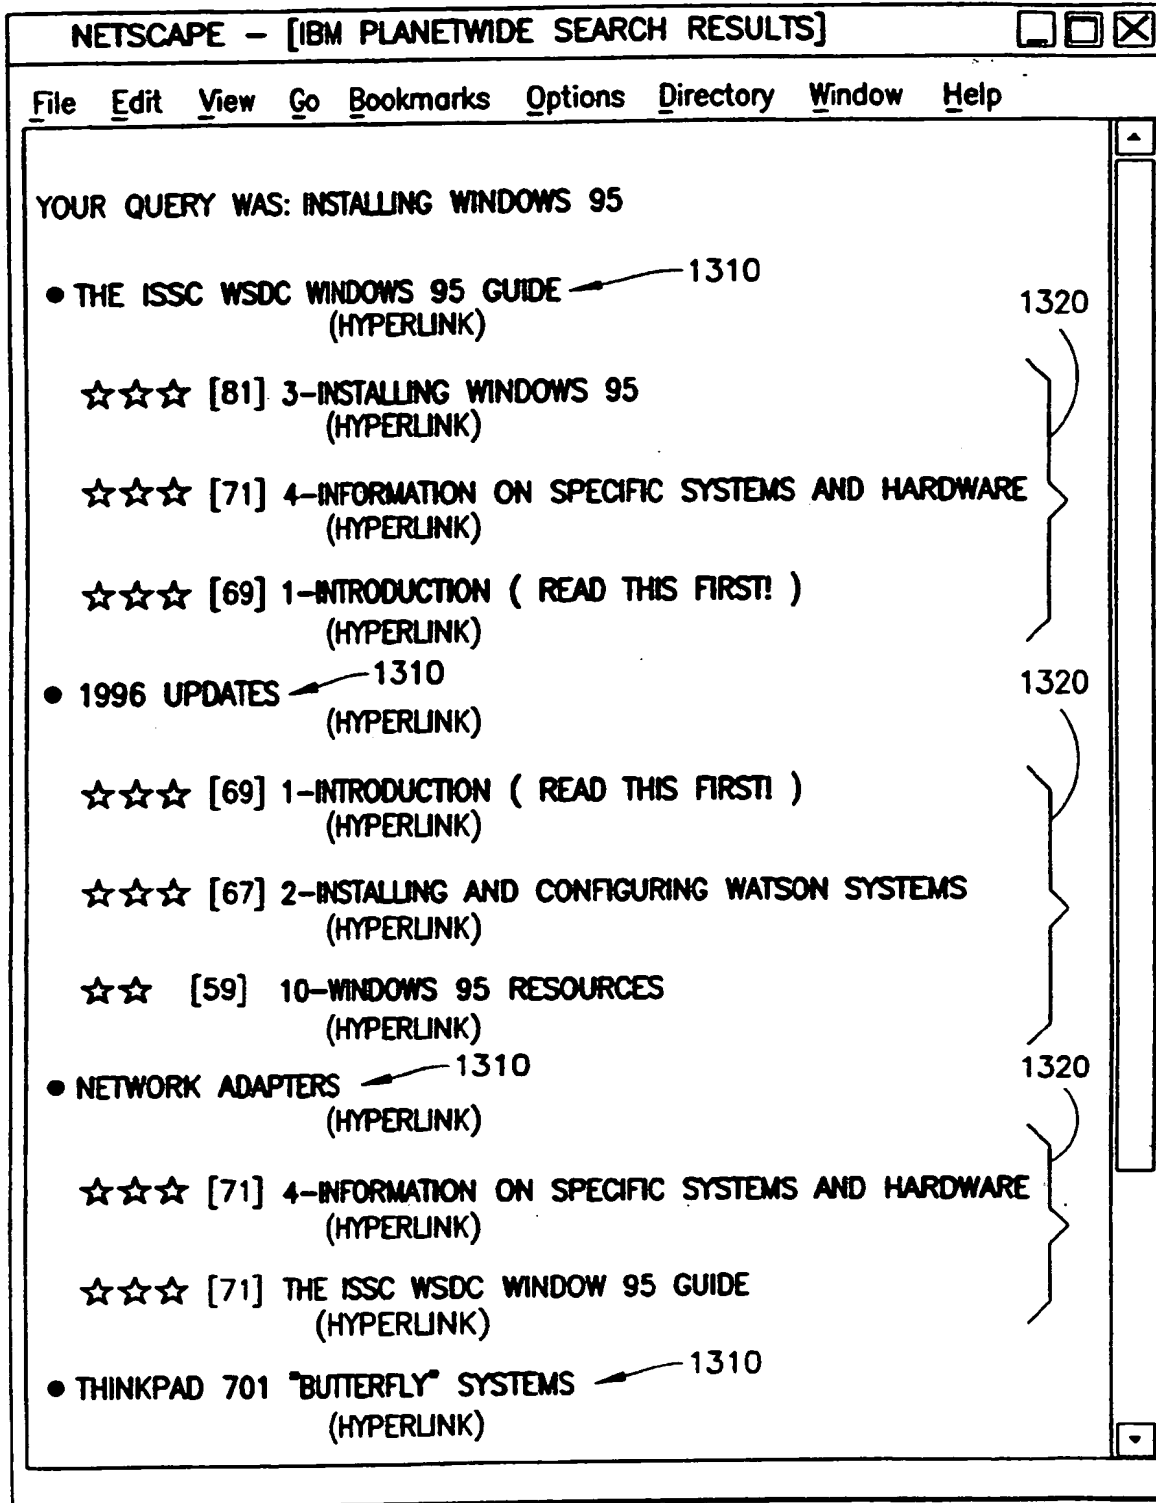 NETSCAPE - [IBM PLANETWIDE SEARCH RESULTS]
File Edit View Go Bookmarks Options Directory Window Help
YOUR QUERY WAS: INSTALLING WINDOWS 95
● THE ISSC WSDC WINDOWS 95 GUIDE 1310
(HYPERLINK)
1320
☆☆☆ [81] 3-INSTALLING WINDOWS 95
(HYPERLINK)
☆☆☆ [71] 4-INFORMATION ON SPECIFIC SYSTEMS AND HARDWARE
(HYPERLINK)
☆☆☆ [69] 1-INTRODUCTION ( READ THIS FIRST! )
(HYPERLINK)
● 1996 UPDATES 1310
(HYPERLINK)
1320
☆☆☆ [69] 1-INTRODUCTION ( READ THIS FIRST! )
(HYPERLINK)
☆☆☆ [67] 2-INSTALLING AND CONFIGURING WATSON SYSTEMS
(HYPERLINK)
☆☆ [59] 10-WINDOWS 95 RESOURCES
(HYPERLINK)
● NETWORK ADAPTERS 1310
(HYPERLINK)
1320
☆☆☆ [71] 4-INFORMATION ON SPECIFIC SYSTEMS AND HARDWARE
(HYPERLINK)
☆☆☆ [71] THE ISSC WSDC WINDOW 95 GUIDE
(HYPERLINK)
● THINKPAD 701 "BUTTERFLY" SYSTEMS 1310
(HYPERLINK)